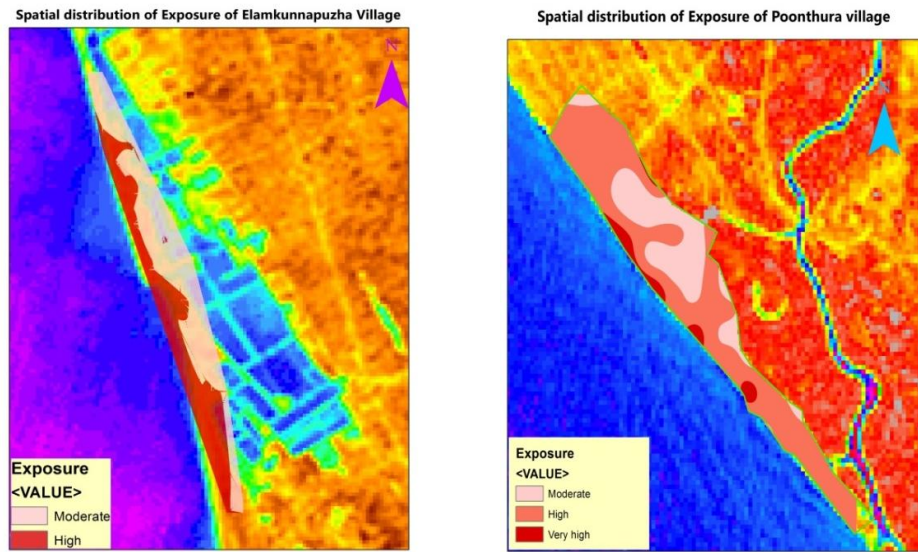 Spatial distribution of Exposure of Elamkunnapuzha Village
N
Exposure
<VALUE>
Moderate
High
Spatial distribution of Exposure of Poonthura village
N
Exposure
<VALUE>
Moderate
High
Very high